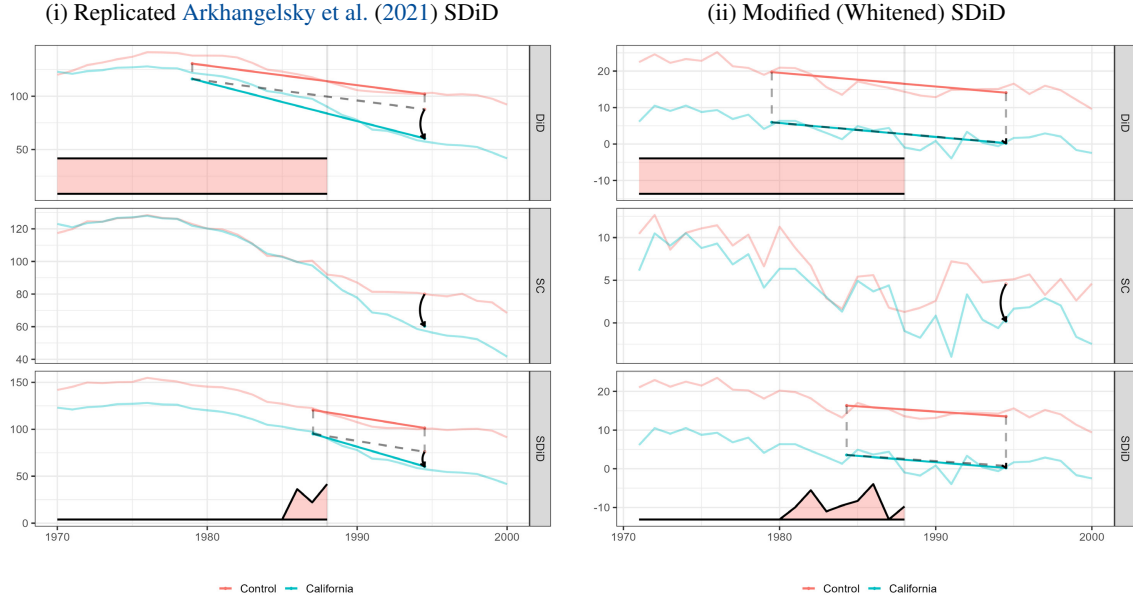 (i) Replicated Arkhangelsky et al. (2021) SDiD
100
50
DiD
120
100
80
60
40
SC
150
100
50
0
SDiD
1970
1980
1990
2000
Control
California
(ii) Modified (Whitened) SDiD
20
10
0
-10
DiD
10
5
0
SC
20
10
0
-10
SDiD
1970
1980
1990
2000
Control
California